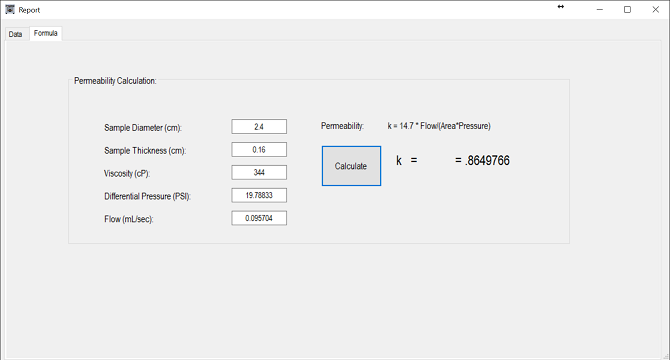 Report
Data
Formula
Permeability Calculation:
Sample Diameter (cm): 2.4
Sample Thickness (cm): 0.16
Viscosity (cP): 344
Differential Pressure (PSI): 19.78833
Flow (mL/sec): 0.095704
Permeability: k = 14.7 * Flow/(Area*Pressure)
Calculate
k = = .8649766